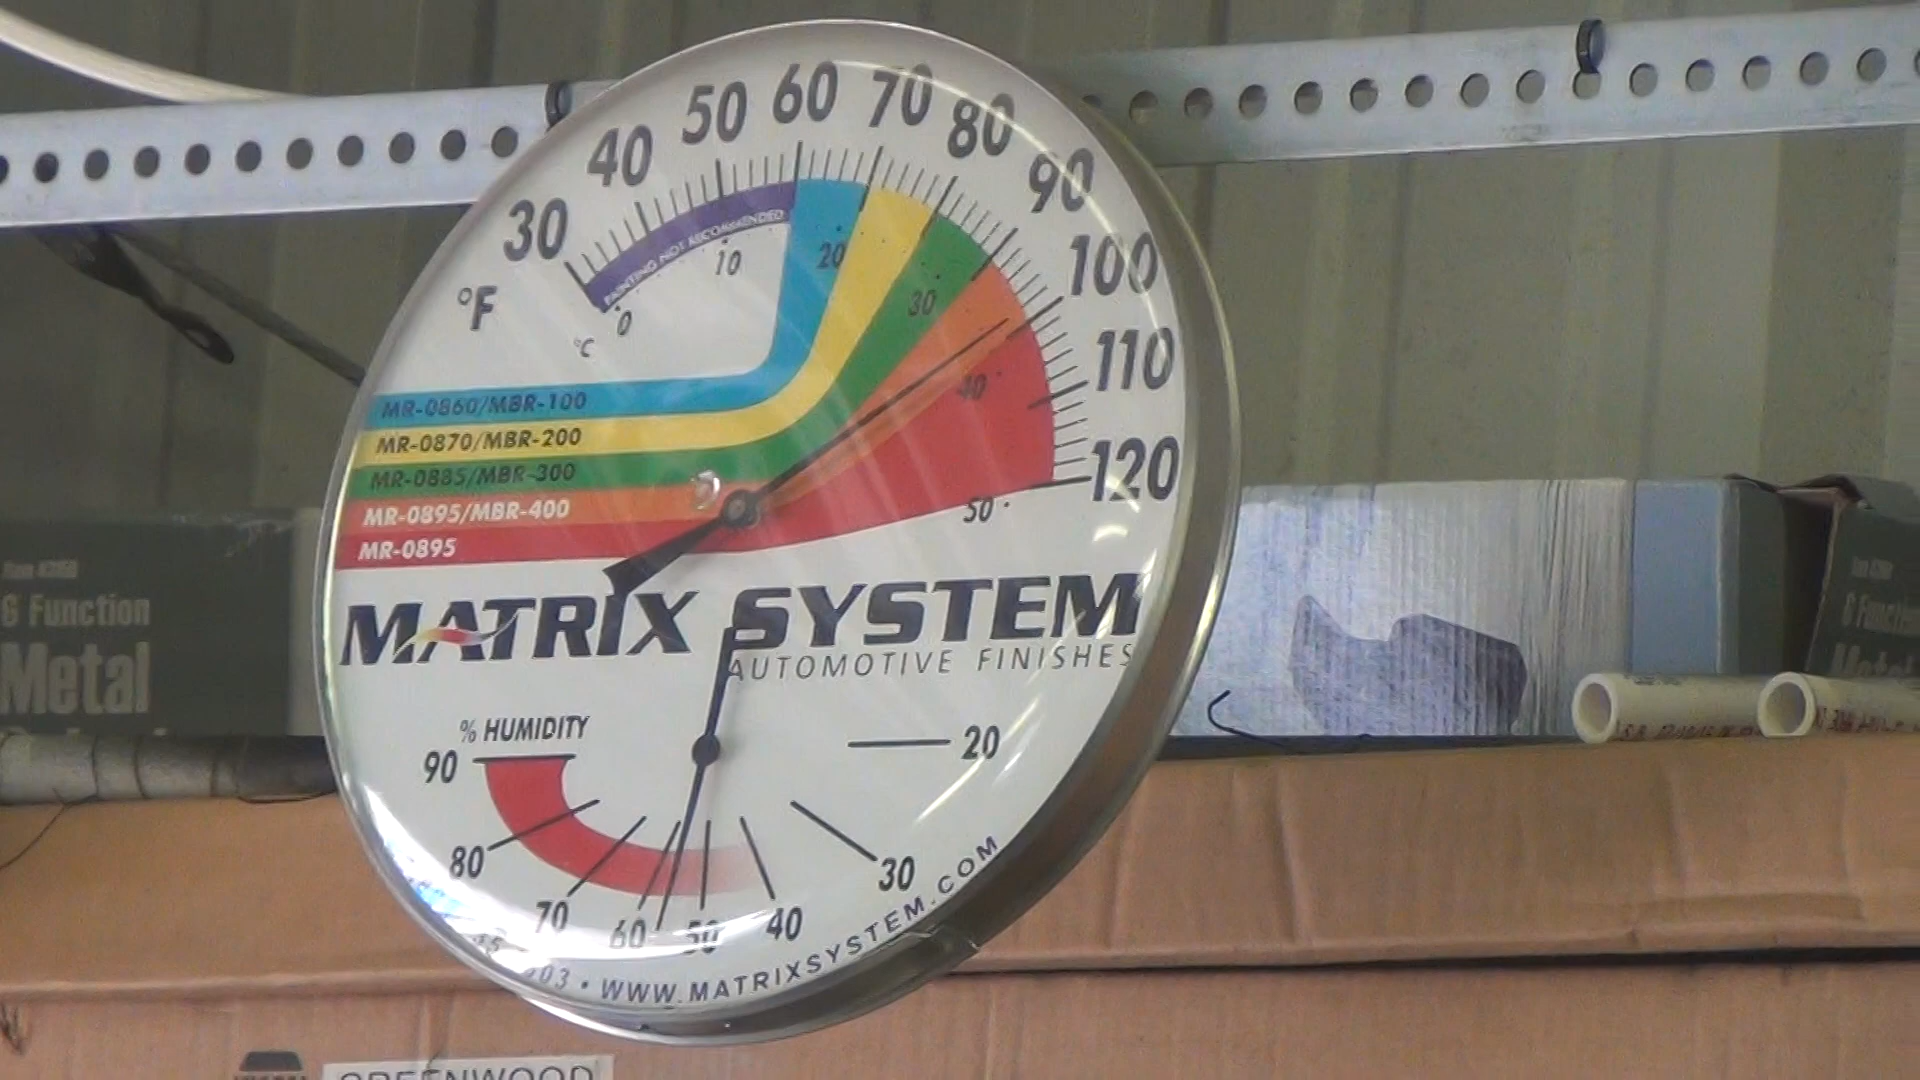 30 40 50 60 70 80 90 100 110 120
°F
PAINTING NOT RECOMMENDED
°C
0 10 20 30 40 50
MR-0860/MBR-100
MR-0870/MBR-200
MR-0885/MBR-300
MR-0895/MBR-400
MR-0895
MATRIX SYSTEM
AUTOMOTIVE FINISHES
% HUMIDITY
90 80 70 60 50 40 30 20
• WWW.MATRIXSYSTEM.COM
& Function
Metal
& Function
Metal
GREENWOOD